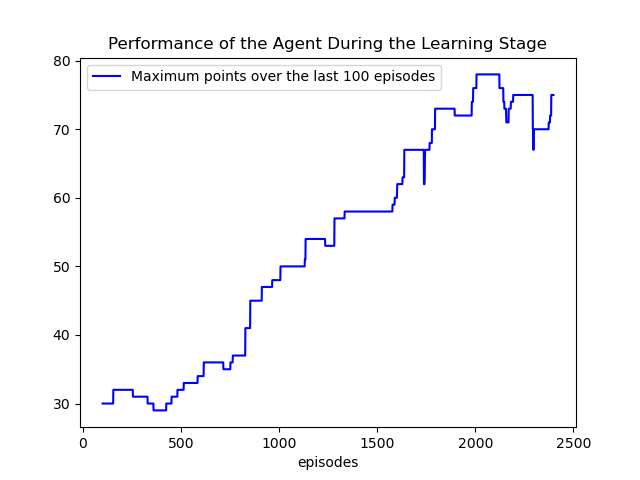 Performance of the Agent During the Learning Stage
Maximum points over the last 100 episodes
80
70
60
50
40
30
0 500 1000 1500 2000 2500
episodes